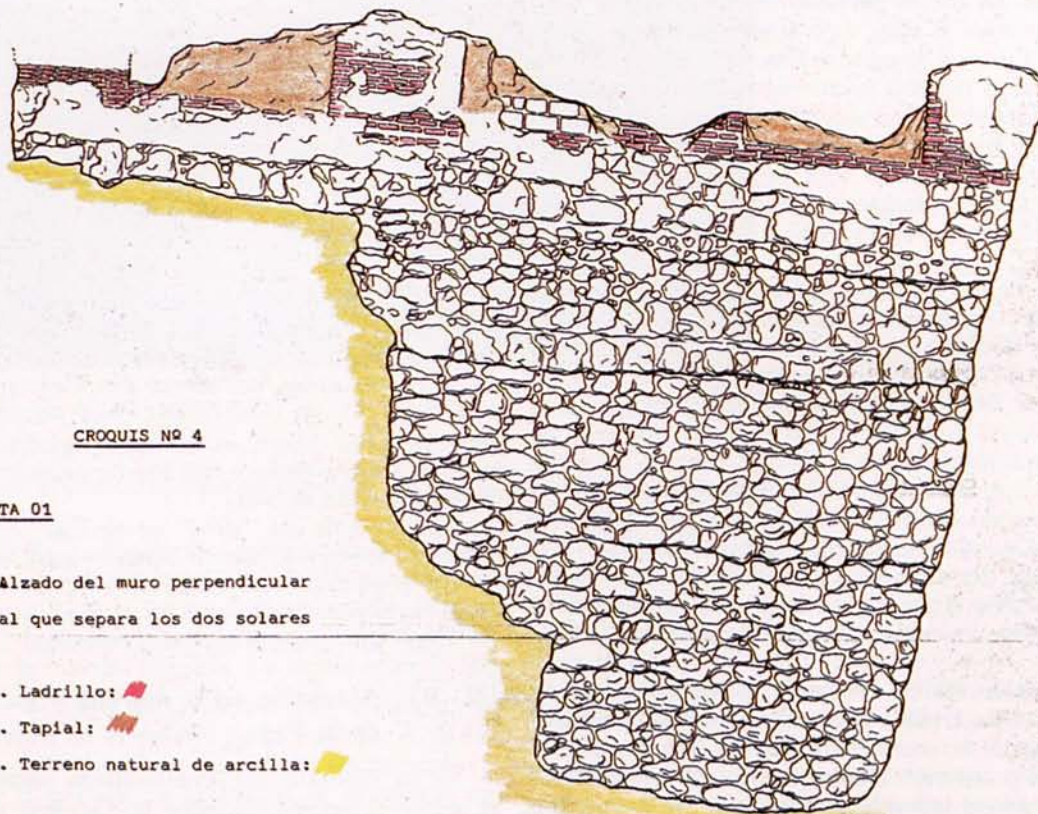 CROQUIS Nº 4
TA 01
Alzado del muro perpendicular
al que separa los dos solares
. Ladrillo:
. Tapial:
. Terreno natural de arcilla: